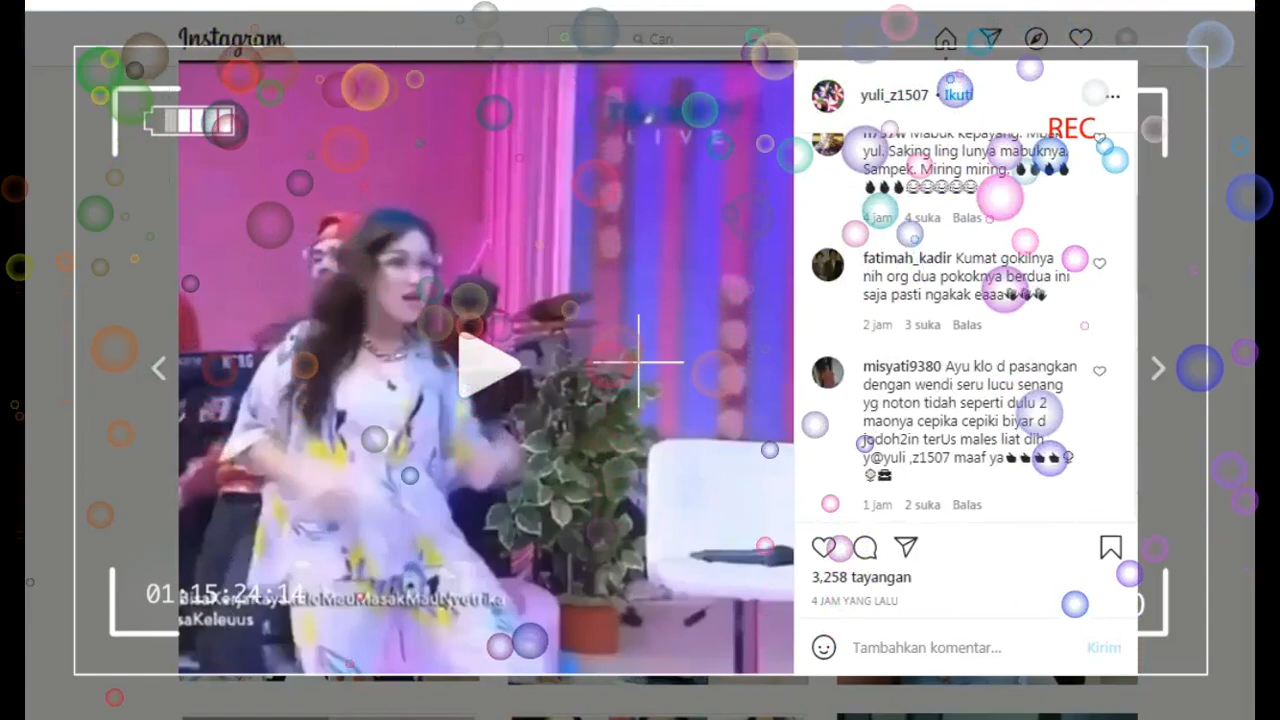 Instagram
Cari
LIVE
yuli_z1507 • Ikuti
REC
Mabuk kepayang.
yul. Saking ling lunya mabuknya.
Sampek. Miring miring.
4 jam 4 suka Balas
fatimah_kadir Kumat gokilnya
nih org dua pokoknya berdua ini
saja pasti ngakak eaaa
2 jam 3 suka Balas
misyati9380 Ayu klo d pasangkan
dengan wendi seru lucu senang
yg noton tidah seperti dulu 2
maonya cepika cepiki biyar d
jodoh2in terUs males liat dih
y@yuli ,z1507 maaf ya
1 jam 2 suka Balas
3,258 tayangan
4 JAM YANG LALU
01:15:24:14
saKeleuus
Tambahkan komentar... Kirim